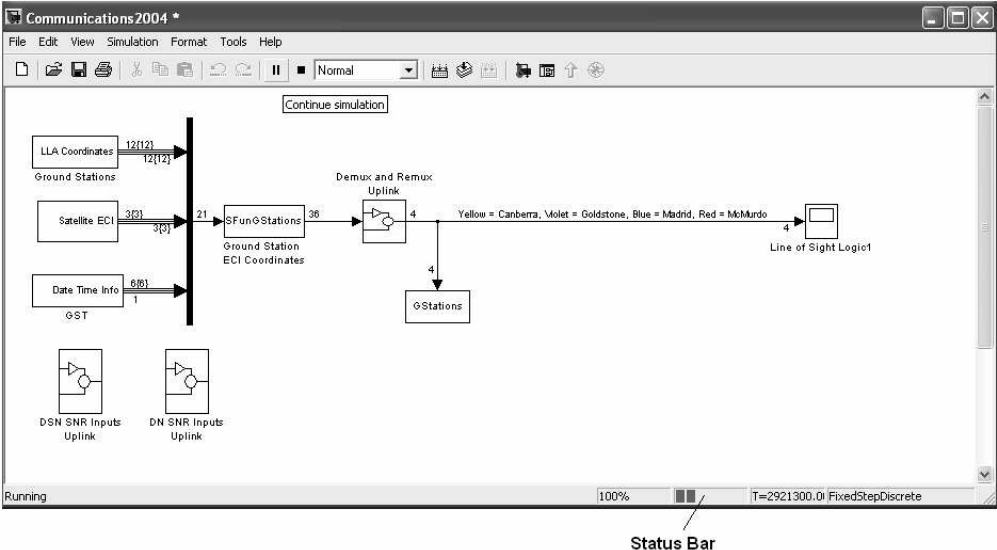 Communications2004 *
File Edit View Simulation Format Tools Help
Normal
Continue simulation
LLA Coordinates
12{12}
12{12}
Ground Stations
Satellite ECI
3{3}
3{3}
Date Time Info
6{6}
1
GST
21
SFunGStations
36
Ground Station
ECI Coordinates
Demux and Remux
Uplink
4
Yellow = Canberra, Violet = Goldstone, Blue = Madrid, Red = McMurdo
4
Line of Sight Logic1
4
GStations
DSN SNR Inputs
Uplink
DN SNR Inputs
Uplink
Running 100% T=2921300.0 FixedStepDiscrete
Status Bar